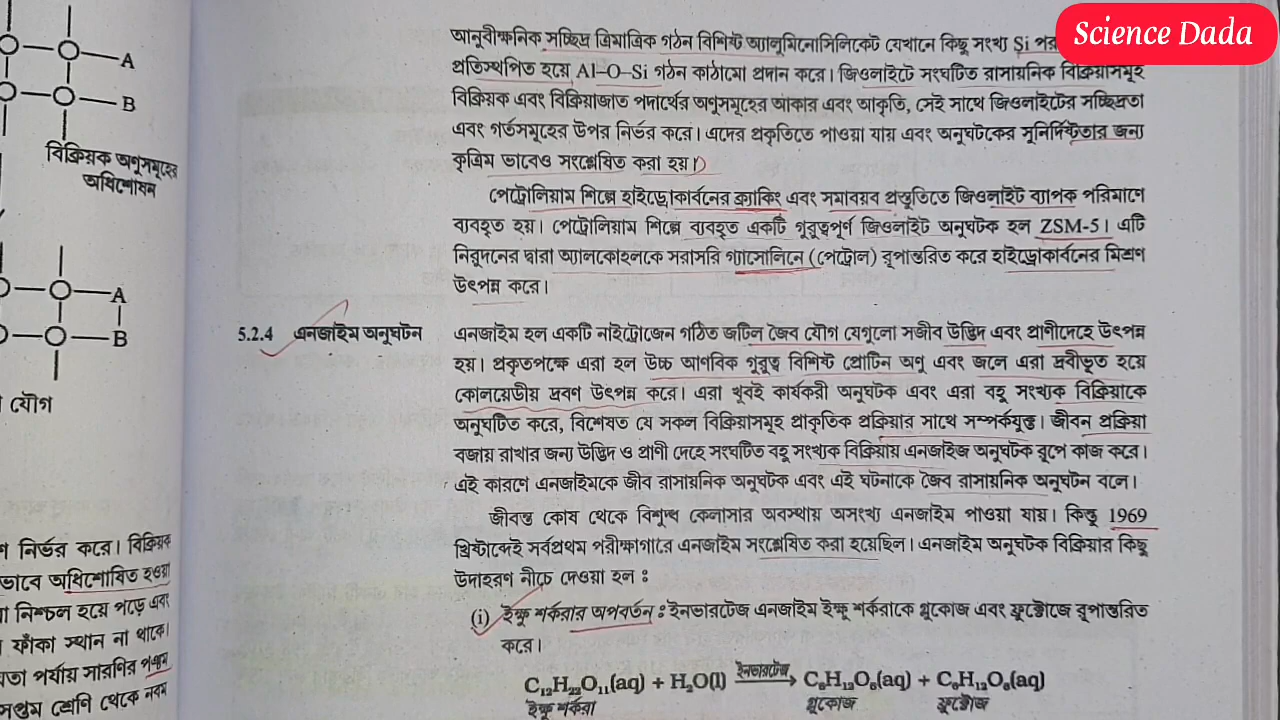 Science Dada
A
B
বিক্রিয়ক অণুসমূহের
অধিশোষন
A
B
যৌগ
নির্ভর করে। বিক্রিয়ক
ভাবে অধিশোষিত হওয়া
নিশ্চল হয়ে পড়ে এবং
ফাঁকা স্থান না থাকে।
পর্যায় সারণির পঞ্চম
সপ্তম শ্রেণি থেকে নবম
আনুবীক্ষনিক সচ্ছিদ্র ত্রিমাত্রিক গঠন বিশিষ্ট অ্যালুমিনোসিলিকেট যেখানে কিছু সংখ্য Si
প্রতিস্থপিত হয়ে Al–O–Si গঠন কাঠামো প্রদান করে। জিওলাইটে সংঘটিত রাসায়নিক বিক্রিয়াসমূহ
বিক্রিয়ক এবং বিক্রিয়াজাত পদার্থের অণুসমূহের আকার এবং আকৃতি, সেই সাথে জিওলাইটের সচ্ছিদ্রতা
এবং গর্তসমূহের উপর নির্ভর করে। এদের প্রকৃতিতে পাওয়া যায় এবং অনুঘটকের সুনির্দিষ্টতার জন্য
কৃত্রিম ভাবেও সংশ্লেষিত করা হয়।
পেট্রোলিয়াম শিল্পে হাইড্রোকার্বনের ক্র্যাকিং এবং সমাবয়ব প্রস্তুতিতে জিওলাইট ব্যাপক পরিমাণে
ব্যবহৃত হয়। পেট্রোলিয়াম শিল্পে ব্যবহৃত একটি গুরুত্বপূর্ণ জিওলাইট অনুঘটক হল ZSM-5। এটি
নিরুদনের দ্বারা অ্যালকোহলকে সরাসরি গ্যাসোলিনে (পেট্রোল) রূপান্তরিত করে হাইড্রোকার্বনের মিশ্রণ
উৎপন্ন করে।
5.2.4 এনজাইম অনুঘটন
এনজাইম হল একটি নাইট্রোজেন গঠিত জটিল জৈব যৌগ যেগুলো সজীব উদ্ভিদ এবং প্রাণীদেহে উৎপন্ন
হয়। প্রকৃতপক্ষে এরা হল উচ্চ আণবিক গুরুত্ব বিশিষ্ট প্রোটিন অণু এবং জলে এরা দ্রবীভূত হয়ে
কোলয়েডীয় দ্রবণ উৎপন্ন করে। এরা খুবই কার্যকরী অনুঘটক এবং এরা বহু সংখ্যক বিক্রিয়াকে
অনুঘটিত করে, বিশেষত যে সকল বিক্রিয়াসমূহ প্রাকৃতিক প্রক্রিয়ার সাথে সম্পর্কযুক্ত। জীবন প্রক্রিয়া
বজায় রাখার জন্য উদ্ভিদ ও প্রাণী দেহে সংঘটিত বহু সংখ্যক বিক্রিয়ায় এনজাইজ অনুঘটক রূপে কাজ করে।
এই কারণে এনজাইমকে জীব রাসায়নিক অনুঘটক এবং এই ঘটনাকে জৈব রাসায়নিক অনুঘটন বলে।
জীবন্ত কোষ থেকে বিশুদ্ধ কেলাসার অবস্থায় অসংখ্য এনজাইম পাওয়া যায়। কিন্তু 1969
খ্রিষ্টাব্দেই সর্বপ্রথম পরীক্ষাগারে এনজাইম সংশ্লেষিত করা হয়েছিল। এনজাইম অনুঘটক বিক্রিয়ার কিছু
উদাহরণ নীচে দেওয়া হল :
(i) ইক্ষু শর্করার অপবর্তন : ইনভারটেজ এনজাইম ইক্ষু শর্করাকে গ্লুকোজ এবং ফ্রুক্টোজে রূপান্তরিত
করে।
C₁₂H₂₂O₁₁(aq) + H₂O(l) ইনভারটেজ → C₆H₁₂O₆(aq) + C₆H₁₂O₆(aq)
ইক্ষু শর্করা গ্লুকোজ ফ্রুক্টোজ